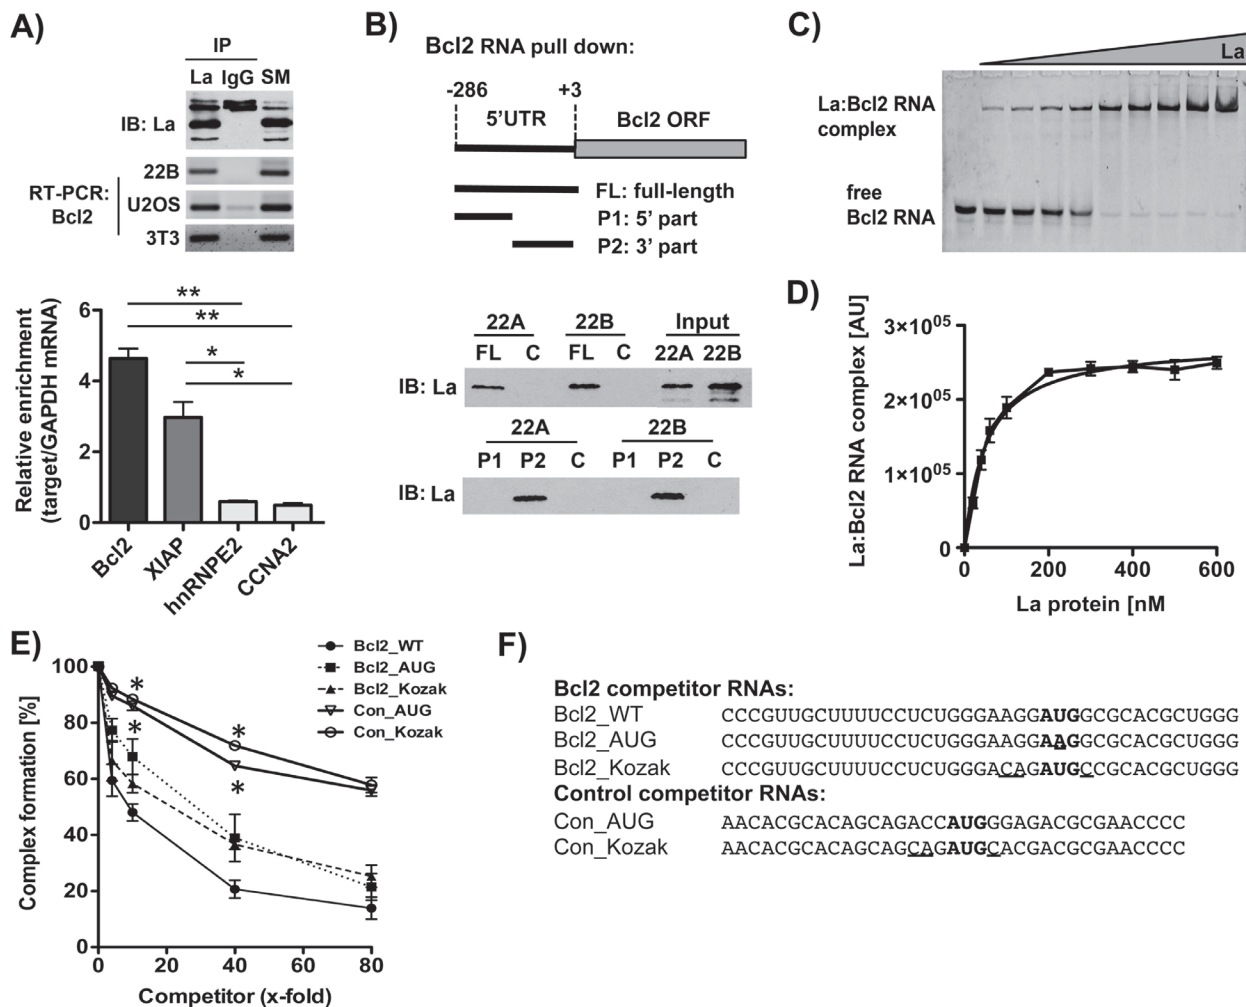 A)
IP
La IgG SM
IB: La
22B
RT-PCR:
Bcl2
U2OS
3T3
Relative enrichment
(target/GAPDH mRNA)
6
4
2
0
**
**
*
*
Bcl2
XIAP
hnRNPE2
CCNA2
B)
Bcl2 RNA pull down:
-286
+3
5'UTR
Bcl2 ORF
FL: full-length
P1: 5' part
P2: 3' part
22A 22B Input
FL C FL C 22A 22B
IB: La
22A 22B
P1 P2 C P1 P2 C
IB: La
C)
La
La:Bcl2 RNA
complex
free
Bcl2 RNA
D)
La:Bcl2 RNA complex [AU]
3×10⁰⁵
2×10⁰⁵
1×10⁰⁵
0
0 200 400 600
La protein [nM
E)
Complex formation [%]
100
80
60
40
20
0
*
*
*
*
Bcl2_WT
Bcl2_AUG
Bcl2_Kozak
Con_AUG
Con_Kozak
0 20 40 60 80
Competitor (x-fold)
F)
Bcl2 competitor RNAs:
Bcl2_WT CCCGUUGCUUUUCCUCUGGGAAGGAUGGCGCACGCUGGG
Bcl2_AUG CCCGUUGCUUUUCCUCUGGGAAGGAAGGCGCACGCUGGG
Bcl2_Kozak CCCGUUGCUUUUCCUCUGGGACAGAUGCCGCACGCUGGG
Control competitor RNAs:
Con_AUG AACACGCACAGCAGACCAUGGGAGACGCGAACCCC
Con_Kozak AACACGCACAGCAGCAGAUGCACGACGCGAACCCC